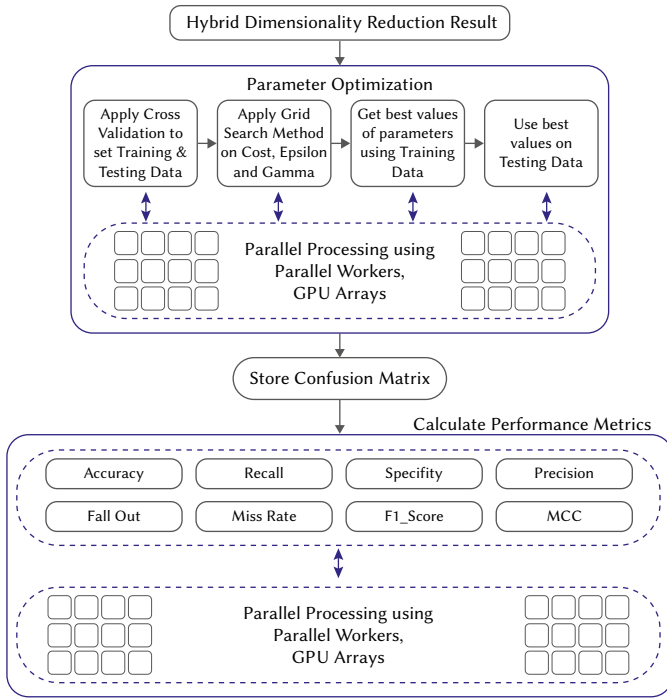 Hybrid Dimensionality Reduction Result
Parameter Optimization
Apply Cross
Validation to
set Training &
Testing Data
Apply Grid
Search Method
on Cost, Epsilon
and Gamma
Get best values
of parameters
using Training
Data
Use best
values on
Testing Data
Parallel Processing using
Parallel Workers,
GPU Arrays
Store Confusion Matrix
Calculate Performance Metrics
Accuracy
Recall
Specifity
Precision
Fall Out
Miss Rate
F1_Score
MCC
Parallel Processing using
Parallel Workers,
GPU Arrays